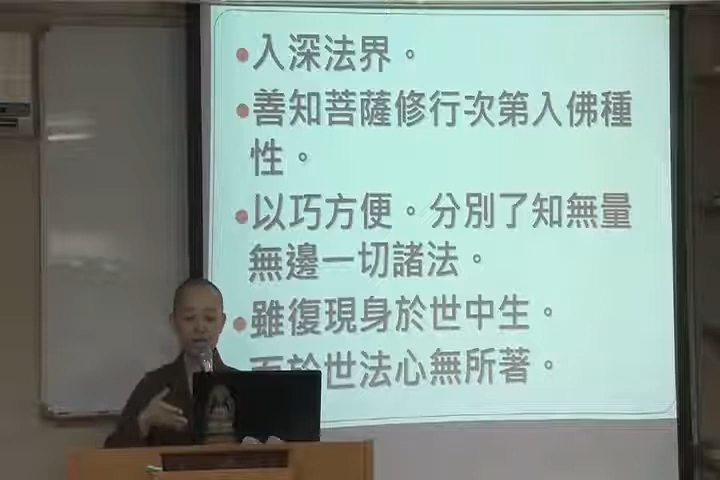 •入深法界。
•善知菩薩修行次第入佛種
性。
•以巧方便。分別了知無量
無邊一切諸法。
•雖復現身於世中生。
而於世法心無所著。